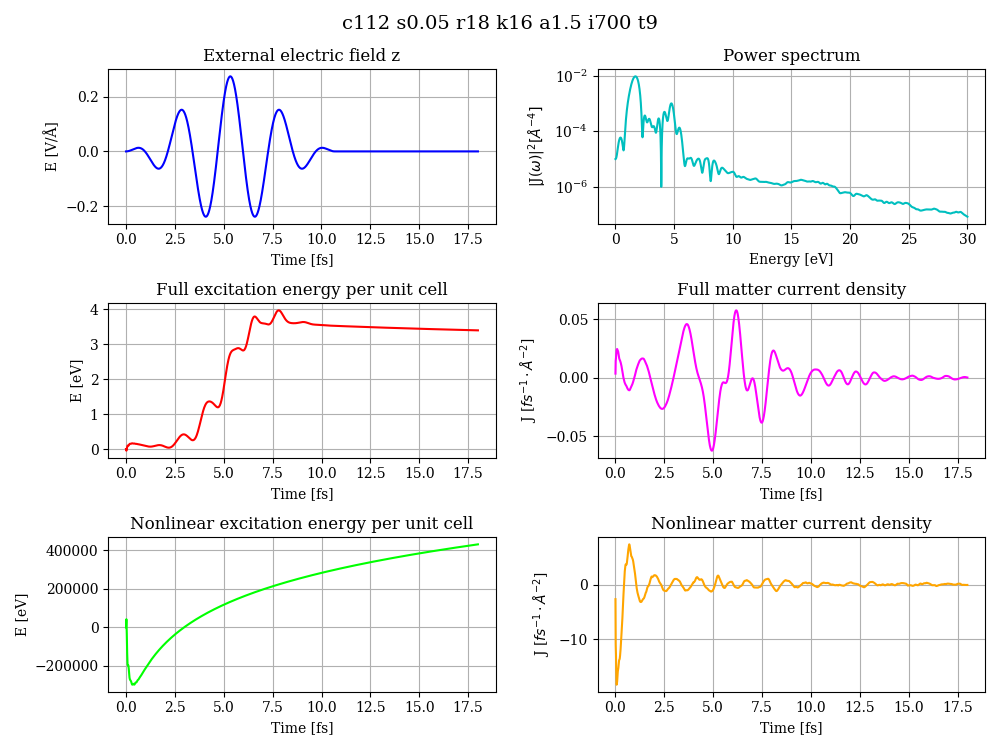 c112 s0.05 r18 k16 a1.5 i700 t9
External electric field z
E [V/Å]
0.2
0.0
−0.2
0.0 2.5 5.0 7.5 10.0 12.5 15.0 17.5
Time [fs]
Power spectrum
|J(ω)|²[Å⁻⁴]
10⁻²
10⁻⁴
10⁻⁶
0 5 10 15 20 25 30
Energy [eV]
Full excitation energy per unit cell
E [eV]
4
3
2
1
0
0.0 2.5 5.0 7.5 10.0 12.5 15.0 17.5
Time [fs]
Full matter current density
J [fs⁻¹ · Å⁻²]
0.05
0.00
−0.05
0.0 2.5 5.0 7.5 10.0 12.5 15.0 17.5
Time [fs]
Nonlinear excitation energy per unit cell
E [eV]
400000
200000
0
−200000
0.0 2.5 5.0 7.5 10.0 12.5 15.0 17.5
Time [fs]
Nonlinear matter current density
J [fs⁻¹ · Å⁻²]
0
−10
0.0 2.5 5.0 7.5 10.0 12.5 15.0 17.5
Time [fs]